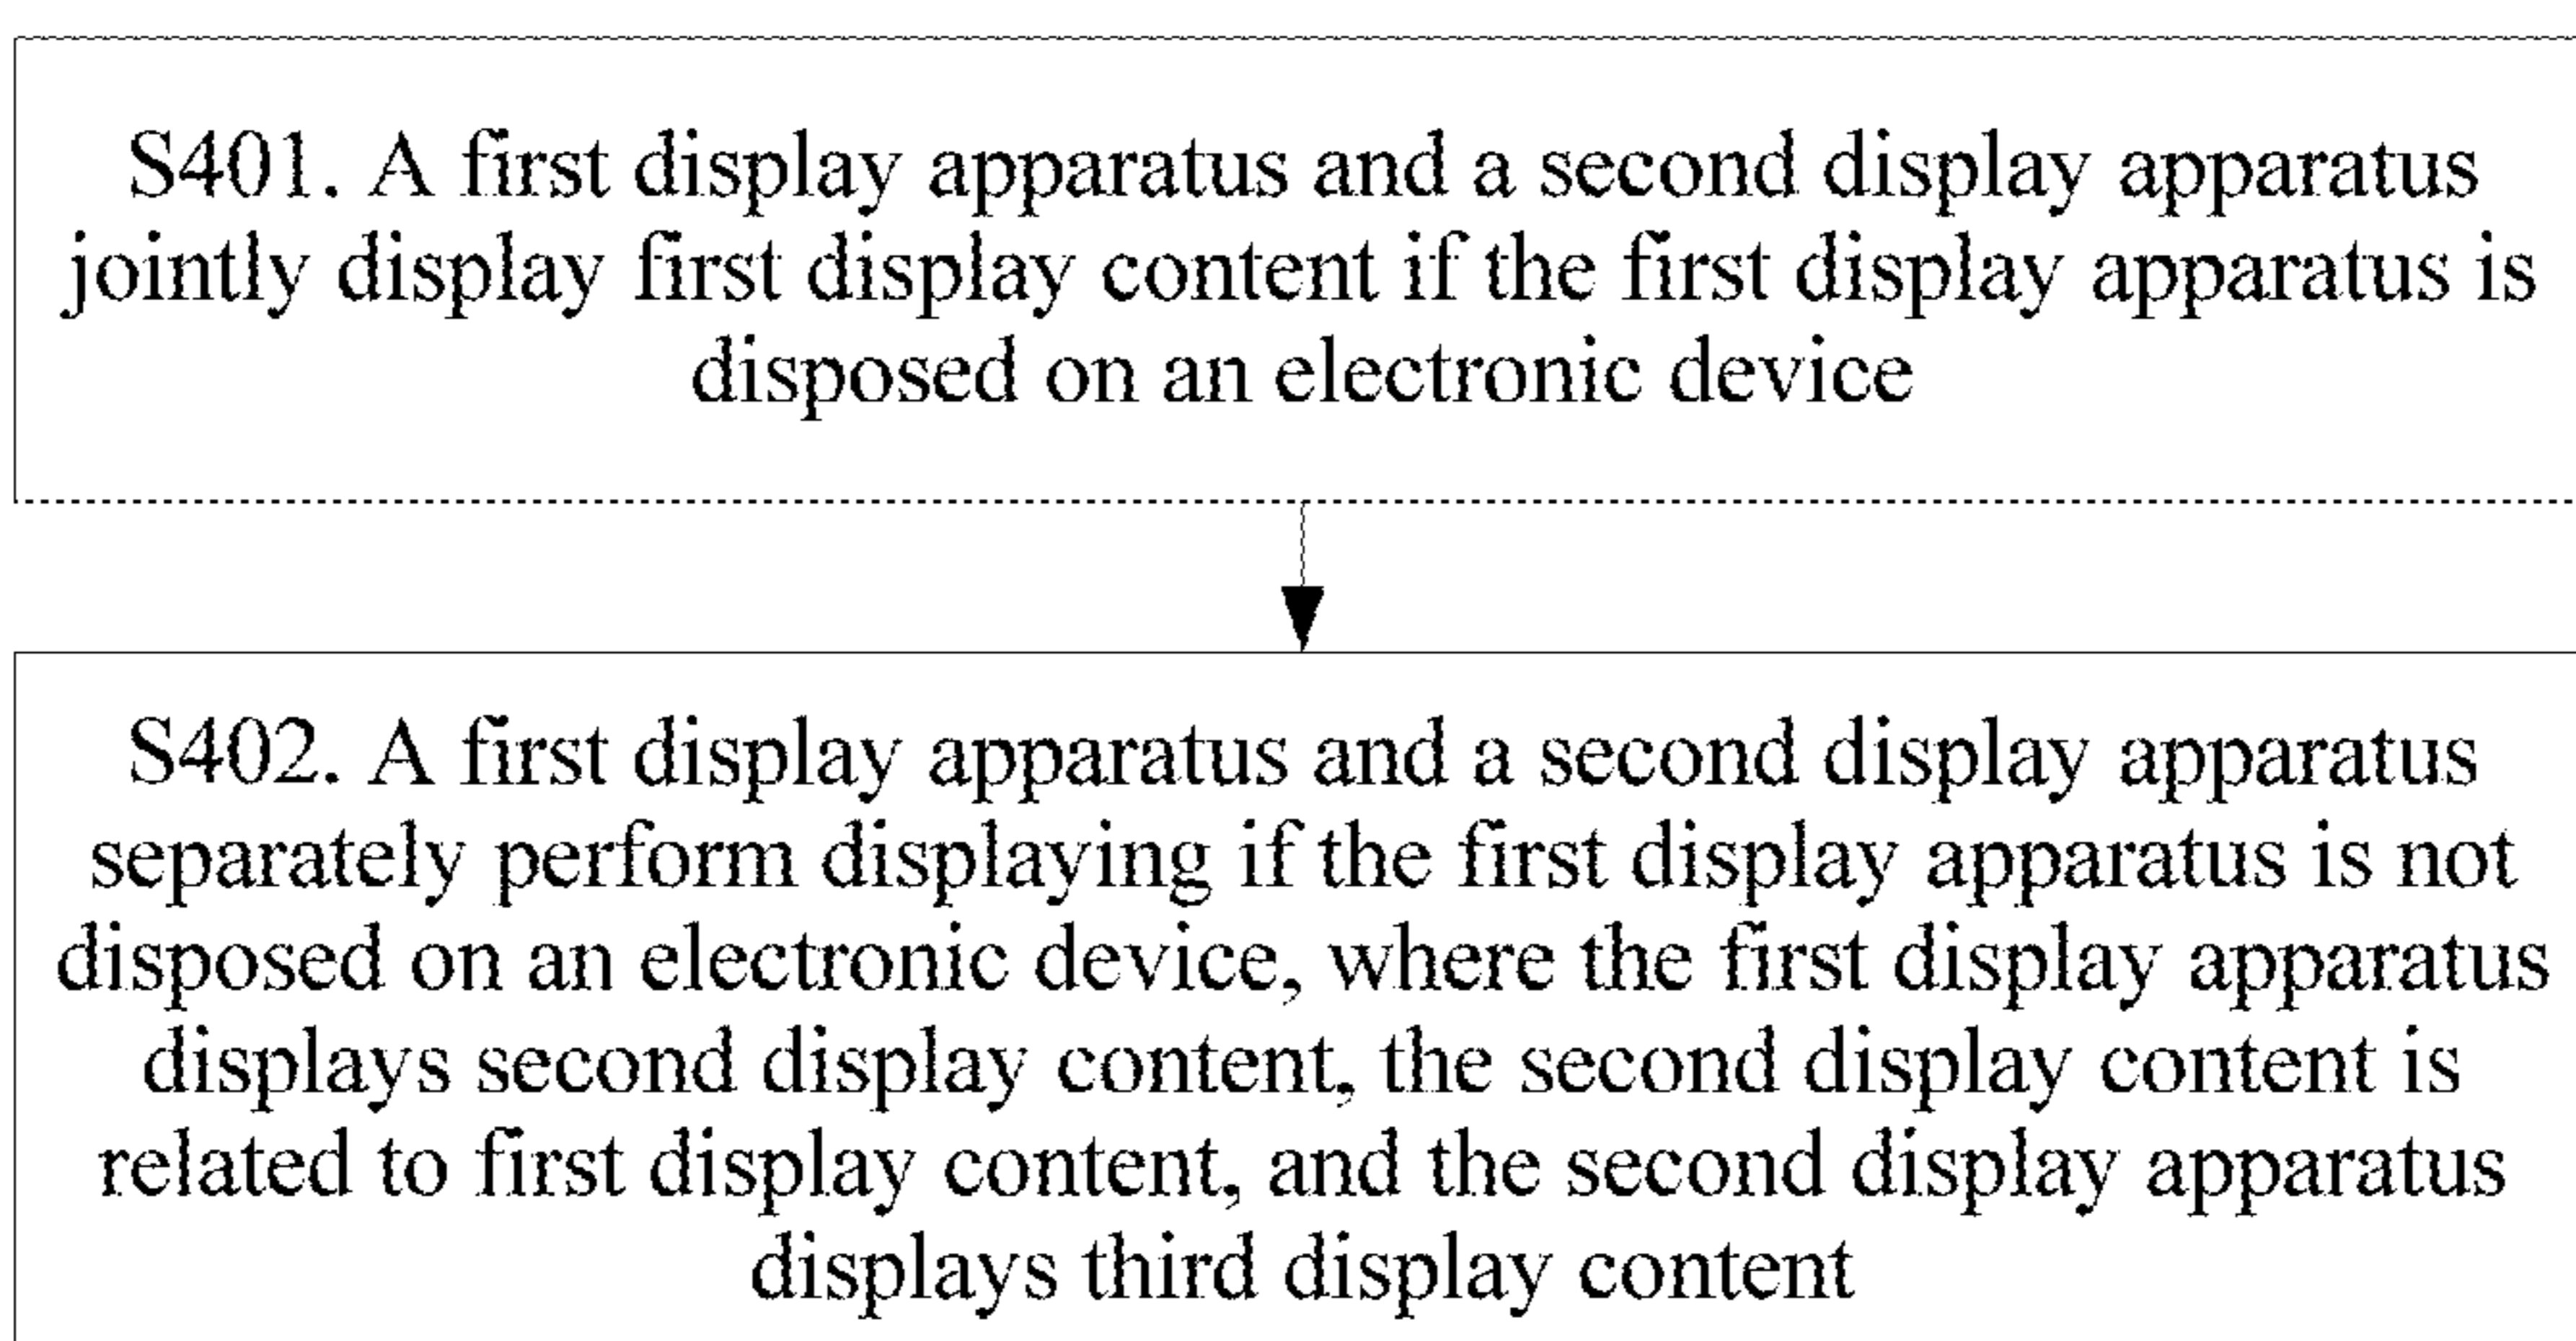 S401. A first display apparatus and a second display apparatus
jointly display first display content if the first display apparatus is
disposed on an electronic device
S402. A first display apparatus and a second display apparatus
separately perform displaying if the first display apparatus is not
disposed on an electronic device, where the first display apparatus
displays second display content, the second display content is
related to first display content, and the second display apparatus
displays third display content